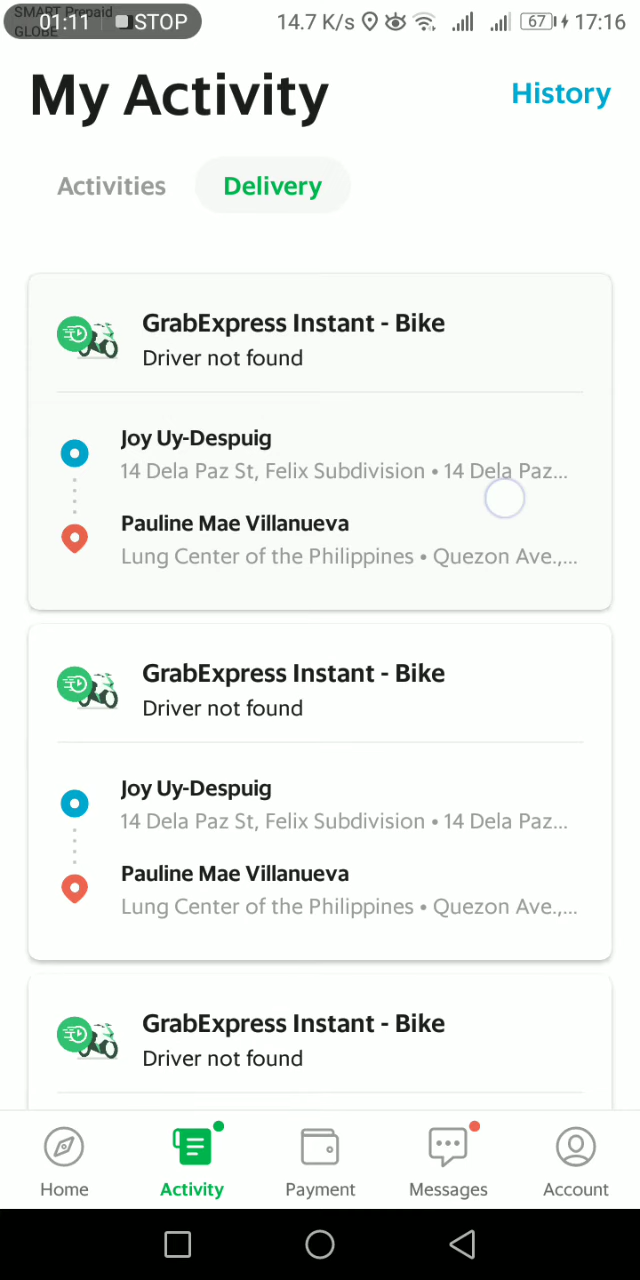 SMART Prepaid
GLOBE
01:11 STOP
14.7 K/s 67 17:16
My Activity
History
Activities
Delivery
GrabExpress Instant - Bike
Driver not found
Joy Uy-Despuig
14 Dela Paz St, Felix Subdivision • 14 Dela Paz...
Pauline Mae Villanueva
Lung Center of the Philippines • Quezon Ave.,...
GrabExpress Instant - Bike
Driver not found
Joy Uy-Despuig
14 Dela Paz St, Felix Subdivision • 14 Dela Paz...
Pauline Mae Villanueva
Lung Center of the Philippines • Quezon Ave.,...
GrabExpress Instant - Bike
Driver not found
Home
Activity
Payment
Messages
Account